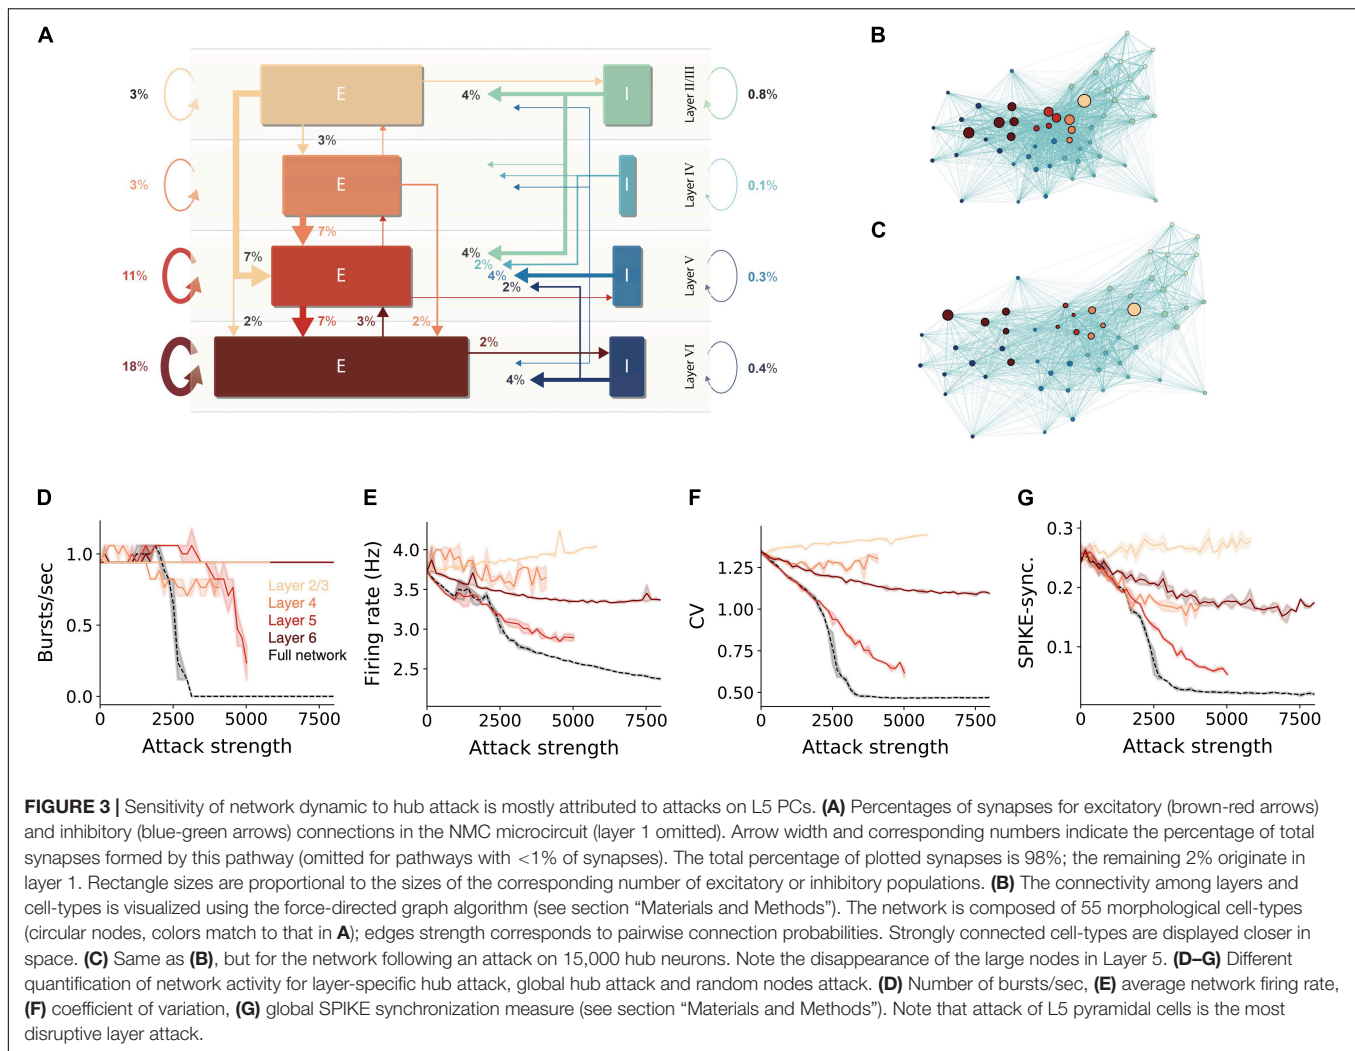 A
B
C
E
I
Layer II/III
3%
4%
0.8%
3%
E
I
Layer IV
3%
0.1%
7%
7%
4%
2%
E
I
Layer V
11%
4%
0.3%
2%
2%
7%
3%
2%
2%
E
I
Layer VI
18%
4%
0.4%
D
Bursts/sec
1.0
0.5
0.0
Layer 2/3
Layer 4
Layer 5
Layer 6
Full network
0 2500 5000 7500
Attack strength
E
Firing rate (Hz)
4.0
3.5
3.0
2.5
0 2500 5000 7500
Attack strength
F
CV
1.25
1.00
0.75
0.50
0 2500 5000 7500
Attack strength
G
SPIKE-sync.
0.3
0.2
0.1
0 2500 5000 7500
Attack strength
FIGURE 3 | Sensitivity of network dynamic to hub attack is mostly attributed to attacks on L5 PCs. (A) Percentages of synapses for excitatory (brown-red arrows)
and inhibitory (blue-green arrows) connections in the NMC microcircuit (layer 1 omitted). Arrow width and corresponding numbers indicate the percentage of total
synapses formed by this pathway (omitted for pathways with <1% of synapses). The total percentage of plotted synapses is 98%; the remaining 2% originate in
layer 1. Rectangle sizes are proportional to the sizes of the corresponding number of excitatory or inhibitory populations. (B) The connectivity among layers and
cell-types is visualized using the force-directed graph algorithm (see section “Materials and Methods”). The network is composed of 55 morphological cell-types
(circular nodes, colors match to that in A); edges strength corresponds to pairwise connection probabilities. Strongly connected cell-types are displayed closer in
space. (C) Same as (B), but for the network following an attack on 15,000 hub neurons. Note the disappearance of the large nodes in Layer 5. (D–G) Different
quantification of network activity for layer-specific hub attack, global hub attack and random nodes attack. (D) Number of bursts/sec, (E) average network firing rate,
(F) coefficient of variation, (G) global SPIKE synchronization measure (see section “Materials and Methods”). Note that attack of L5 pyramidal cells is the most
disruptive layer attack.